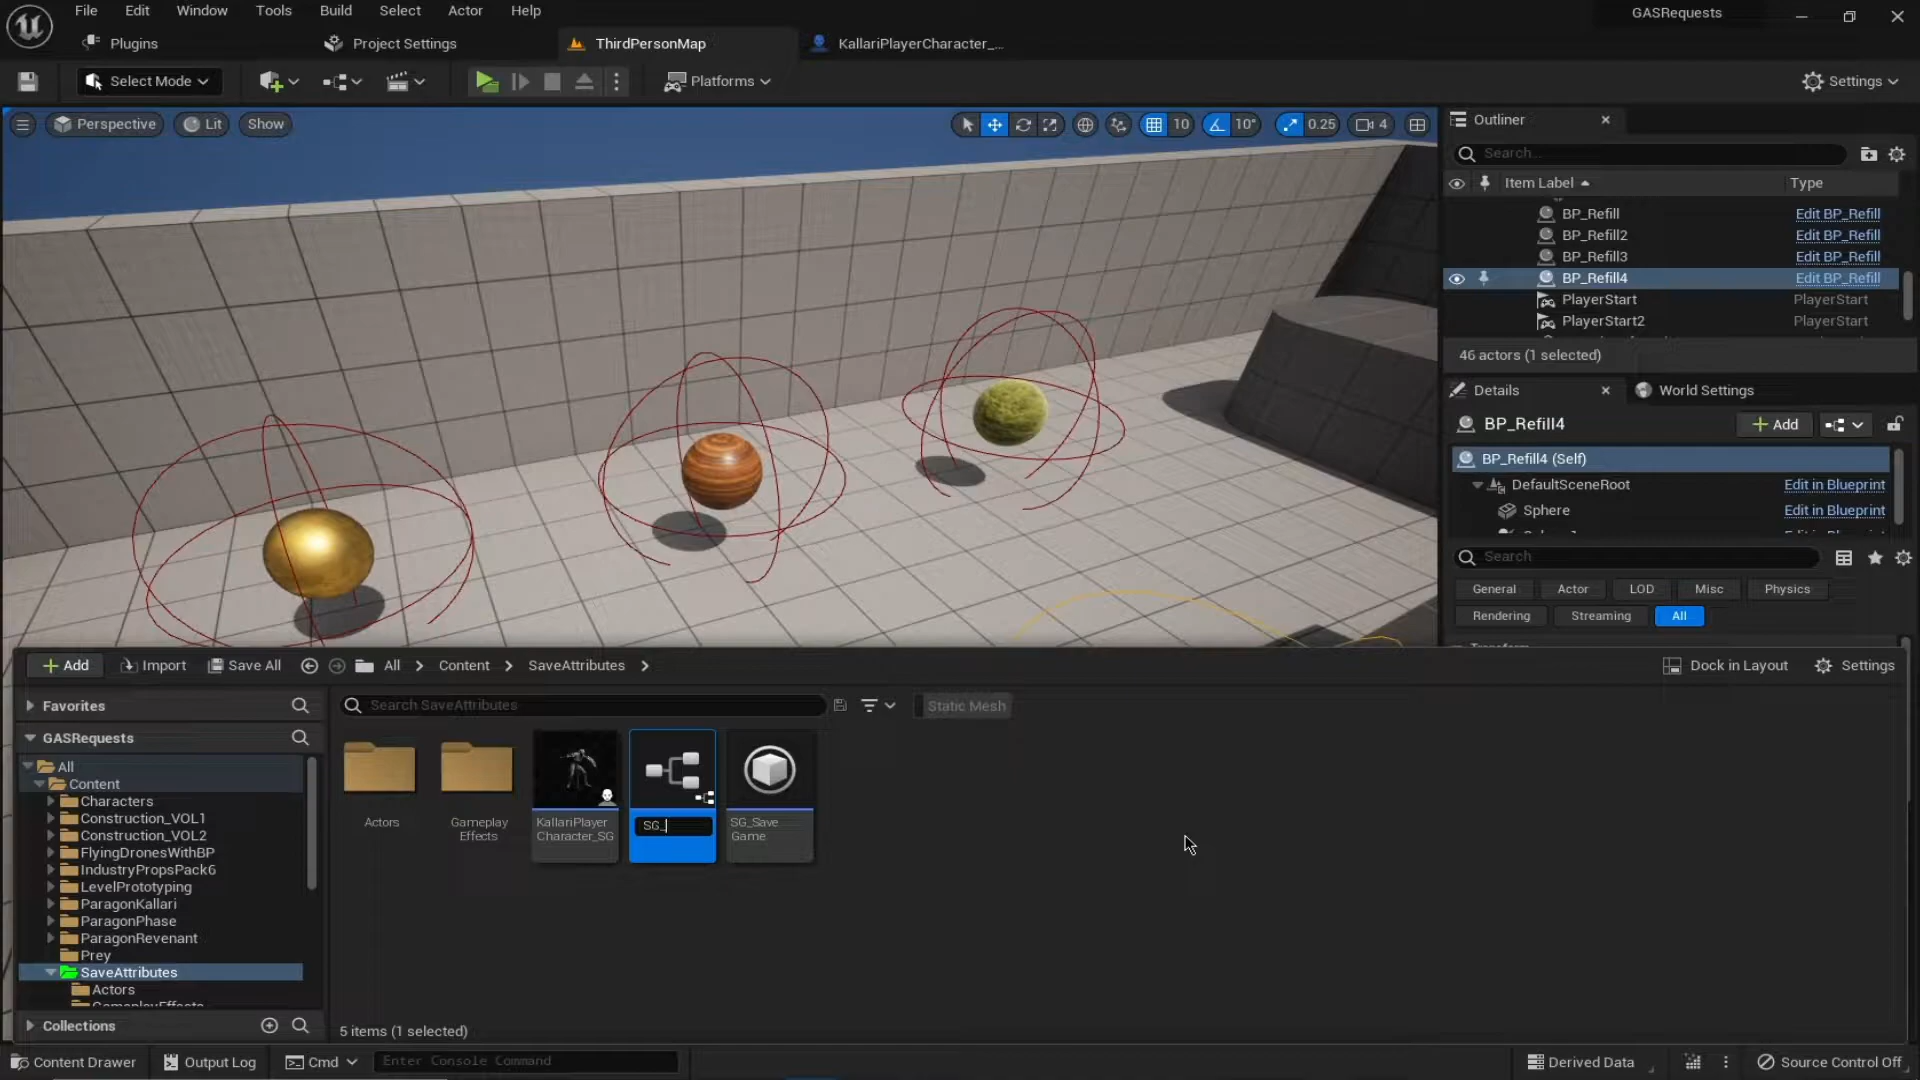 File Edit Window Tools Build Select Actor Help
GASRequests
Plugins
Project Settings
ThirdPersonMap
KallariPlayerCharacter_...
Select Mode
Platforms
Settings
Perspective
Lit
Show
10
10°
0.25
4
Outliner
Search...
Item Label
Type
BP_Refill Edit BP_Refill
BP_Refill2 Edit BP_Refill
BP_Refill3 Edit BP_Refill
BP_Refill4 Edit BP_Refill
PlayerStart PlayerStart
PlayerStart2 PlayerStart
46 actors (1 selected)
Details
World Settings
BP_Refill4
Add
BP_Refill4 (Self)
DefaultSceneRoot Edit in Blueprint
Sphere Edit in Blueprint
Search
General Actor LOD Misc Physics
Rendering Streaming All
Add
Import
Save All
All
Content
SaveAttributes
Dock in Layout
Settings
Favorites
GASRequests
All
Content
Characters
Construction_VOL1
Construction_VOL2
FlyingDronesWithBP
IndustryPropsPack6
LevelPrototyping
ParagonKallari
ParagonPhase
ParagonRevenant
Prey
SaveAttributes
Actors
GameplayEffects
Collections
Search SaveAttributes
Static Mesh
Actors
Gameplay
Effects
KallariPlayer
Character_SG
SG_
SG_Save
Game
5 items (1 selected)
Content Drawer
Output Log
Cmd
Enter Console Command
Derived Data
Source Control Off